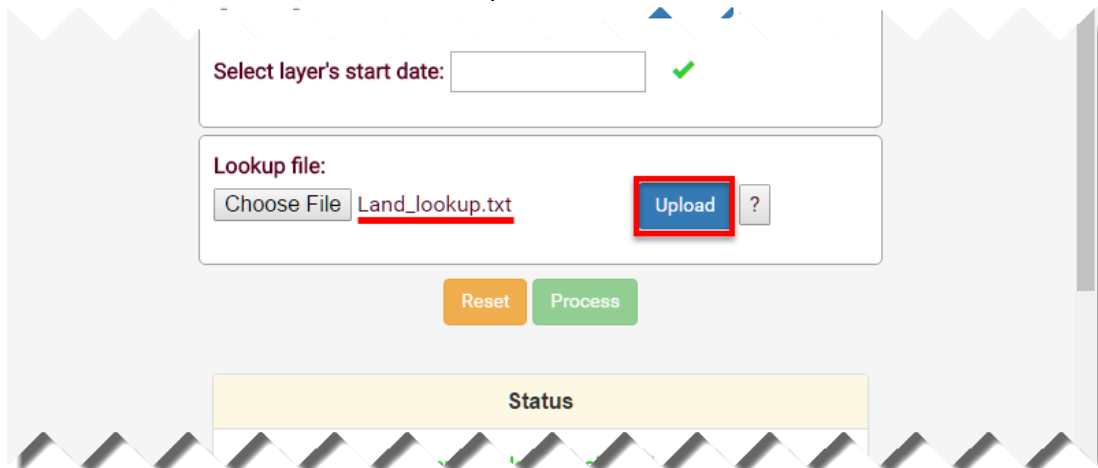 Select layer's start date:
Lookup file:
Choose File Land_lookup.txt Upload ?
Reset Process
Status